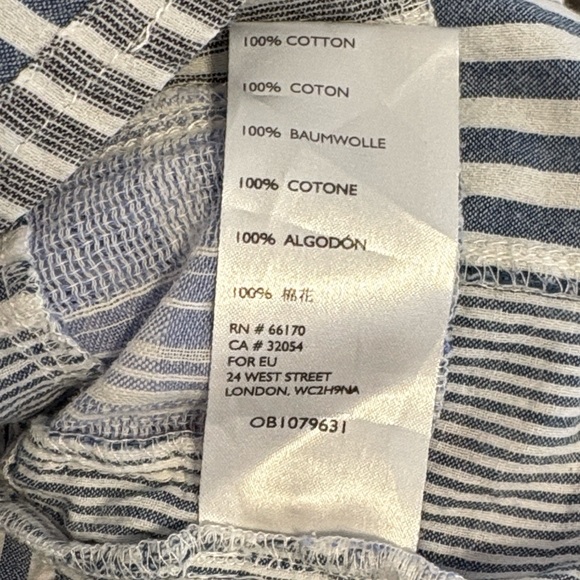 100% COTTON
100% COTON
100% BAUMWOLLE
100% COTONE
100% ALGODÓN
100% 棉花
RN # 66170
CA # 32054
FOR EU
24 WEST STREET
LONDON, WC2H9NA
OB1079631